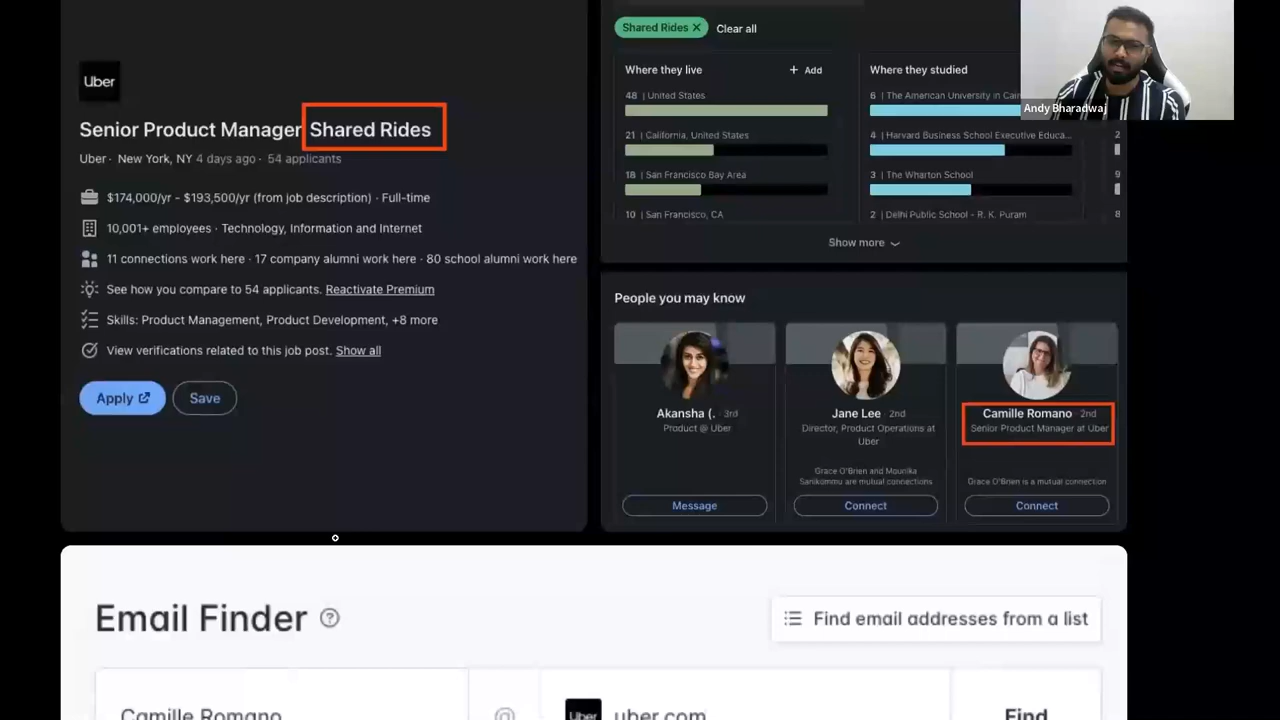 Uber
Senior Product Manager Shared Rides
Uber · New York, NY 4 days ago · 54 applicants
$174,000/yr - $193,500/yr (from job description) · Full-time
10,001+ employees · Technology, Information and Internet
11 connections work here · 17 company alumni work here · 80 school alumni work here
See how you compare to 54 applicants. Reactivate Premium
Skills: Product Management, Product Development, +8 more
View verifications related to this job post. Show all
Apply
Save
Shared Rides
Clear all
Where they live
+ Add
48 | United States
21 | California, United States
18 | San Francisco Bay Area
10 | San Francisco, CA
Where they studied
6 | The American University in Cair
4 | Harvard Business School Executive Educa...
3 | The Wharton School
2 | Delhi Public School - R. K. Puram
2
9
8
Show more
Andy Bharadwaj
People you may know
Akansha (. · 3rd
Product @ Uber
Message
Jane Lee · 2nd
Director, Product Operations at
Uber
Grace O'Brien and Mounika
Sanikommu are mutual connections
Connect
Camille Romano · 2nd
Senior Product Manager at Uber
Grace O'Brien is a mutual connection
Connect
Email Finder ?
Find email addresses from a list
Camille Romano
@
Uber
uber.com
Find